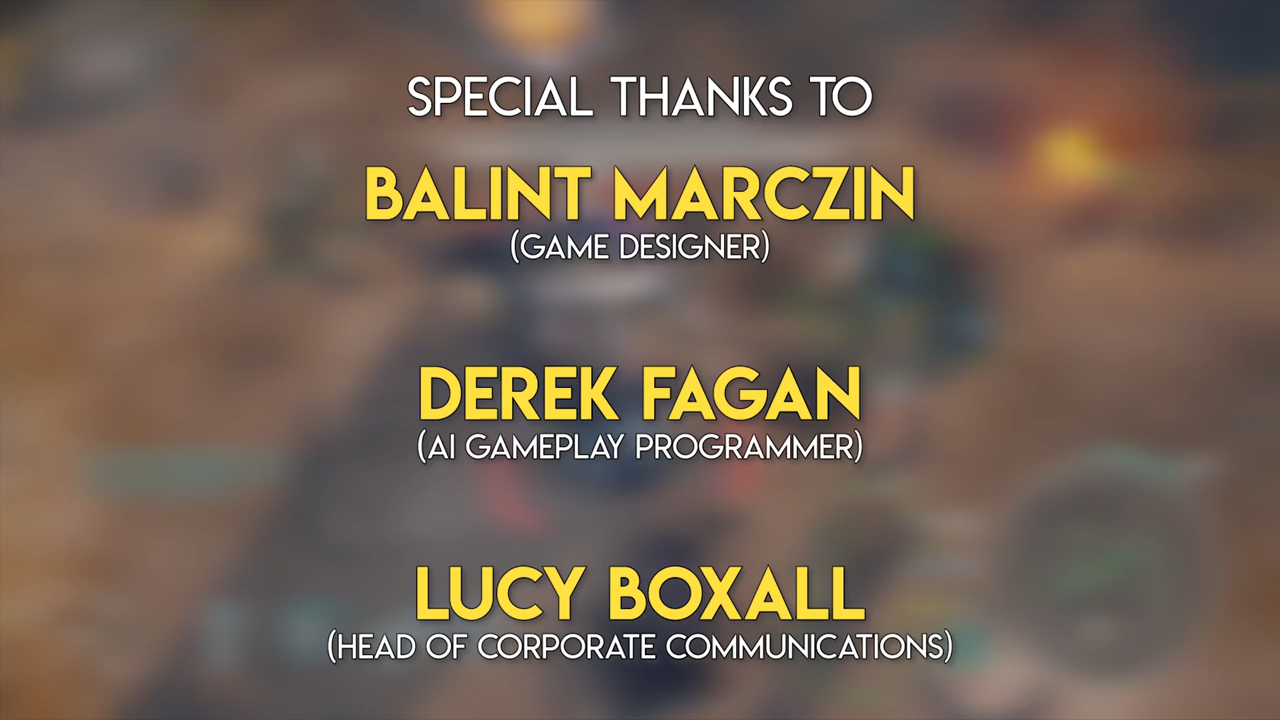 SPECIAL THANKS TO
BALINT MARCZIN
(GAME DESIGNER)
DEREK FAGAN
(AI GAMEPLAY PROGRAMMER)
LUCY BOXALL
(HEAD OF CORPORATE COMMUNICATIONS)